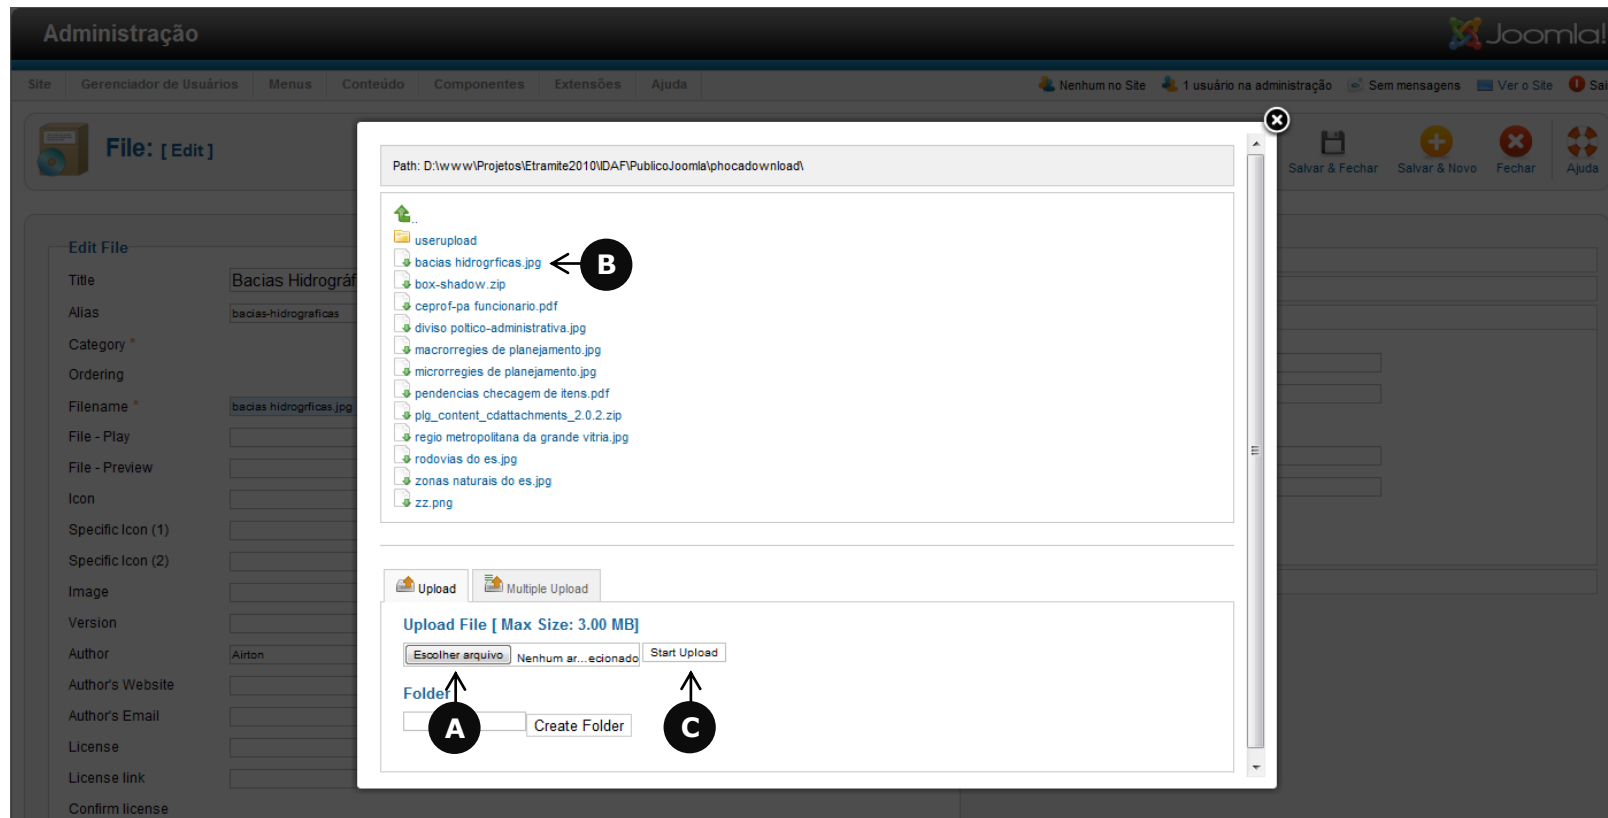 Administração
Joomla!
Site Gerenciador de Usuários Menus Conteúdo Componentes Extensões Ajuda
Nenhum no Site 1 usuário na administração Sem mensagens Ver o Site Sai
File: [ Edit ]
Salvar & Fechar Salvar & Novo Fechar Ajuda
Path: D:\www\Projetos\Etramite2010\IDAF\PublicoJoomla\phocadownload\
..
userupload
bacias hidrogrficas.jpg
B
box-shadow.zip
ceprof-pa funcionario.pdf
diviso poltico-administrativa.jpg
macrorregies de planejamento.jpg
microrregies de planejamento.jpg
pendencias checagem de itens.pdf
plg_content_cdattachments_2.0.2.zip
regio metropolitana da grande vitria.jpg
rodovias do es.jpg
zonas naturais do es.jpg
zz.png
Upload Multiple Upload
Upload File [ Max Size: 3.00 MB]
Escolher arquivo Nenhum ar...ecionado Start Upload
Folder
Create Folder
A
C
Edit File
Title Bacias Hidrográf
Alias bacias-hidrograficas
Category *
Ordering
Filename * bacias hidrogrficas.jpg
File - Play
File - Preview
Icon
Specific Icon (1)
Specific Icon (2)
Image
Version
Author Airton
Author's Website
Author's Email
License
License link
Confirm license